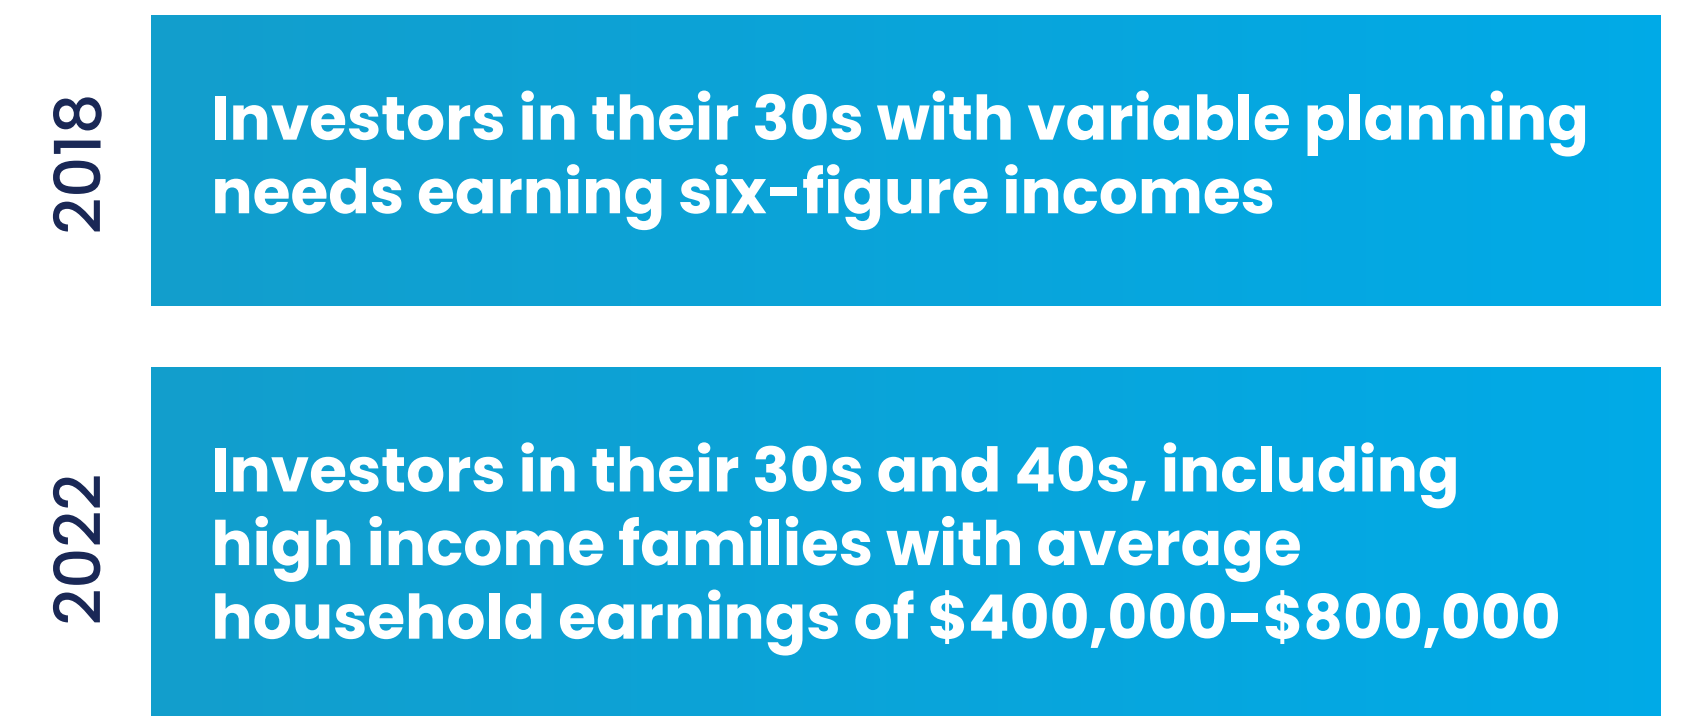 2018
Investors in their 30s with variable planning
needs earning six-figure incomes
2022
Investors in their 30s and 40s, including
high income families with average
household earnings of $400,000-$800,000